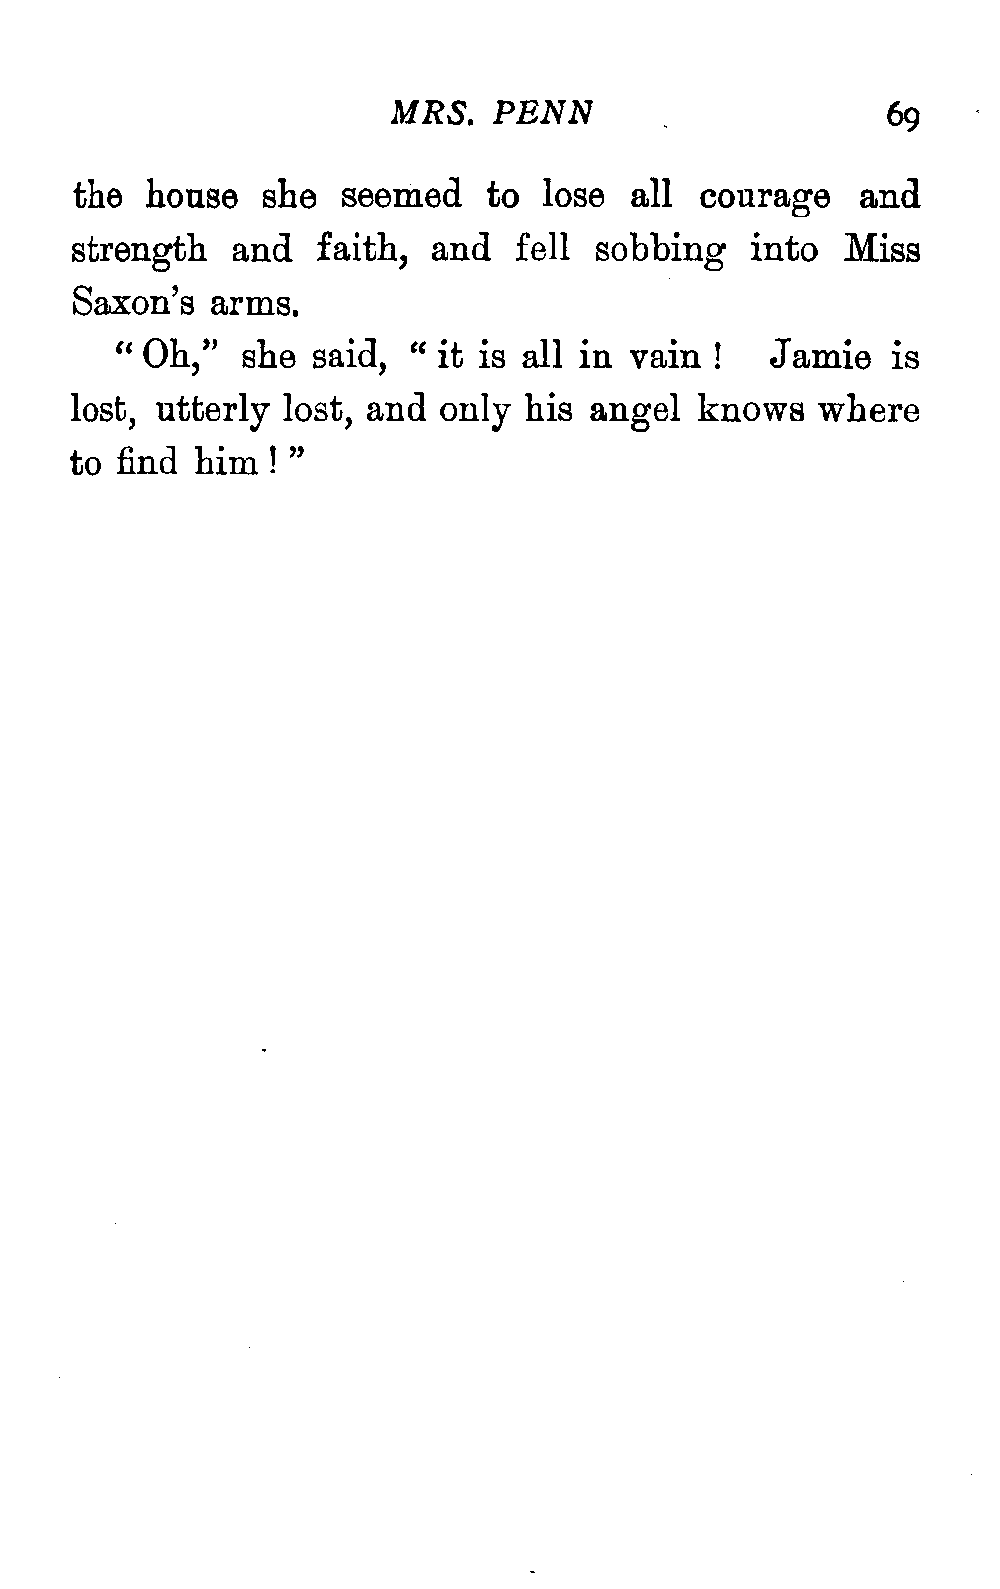 MRS. PENN 69
the house she seemed to lose all courage and
strength and faith, and fell sobbing into Miss
Saxon's arms.
"Oh," she said, "it is all in vain! Jamie is
lost, utterly lost, and only his angel knows where
to find him!"